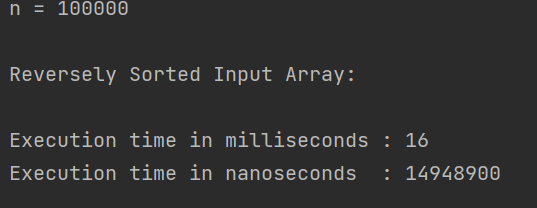 n = 100000
Reversely Sorted Input Array:
Execution time in milliseconds : 16
Execution time in nanoseconds  : 14948900